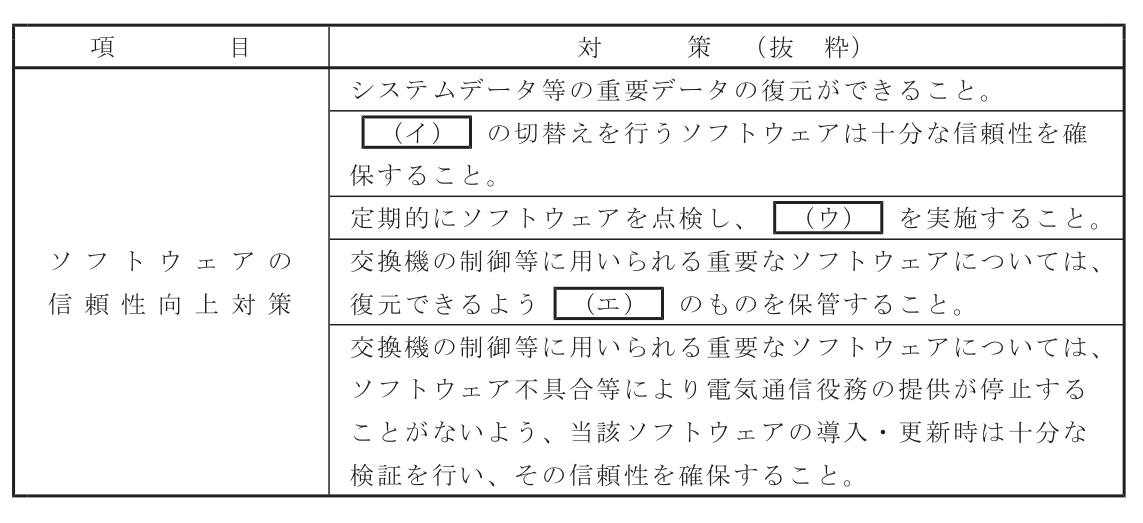 項目 対策（抜粋）
システムデータ等の重要データの復元ができること。
（イ） の切替えを行うソフトウェアは十分な信頼性を確
保すること。
定期的にソフトウェアを点検し、 （ウ） を実施すること。
ソフトウェアの
信頼性向上対策
交換機の制御等に用いられる重要なソフトウェアについては、
復元できるよう （エ） のものを保管すること。
交換機の制御等に用いられる重要なソフトウェアについては、
ソフトウェア不具合等により電気通信役務の提供が停止する
ことがないよう、当該ソフトウェアの導入・更新時は十分な
検証を行い、その信頼性を確保すること。